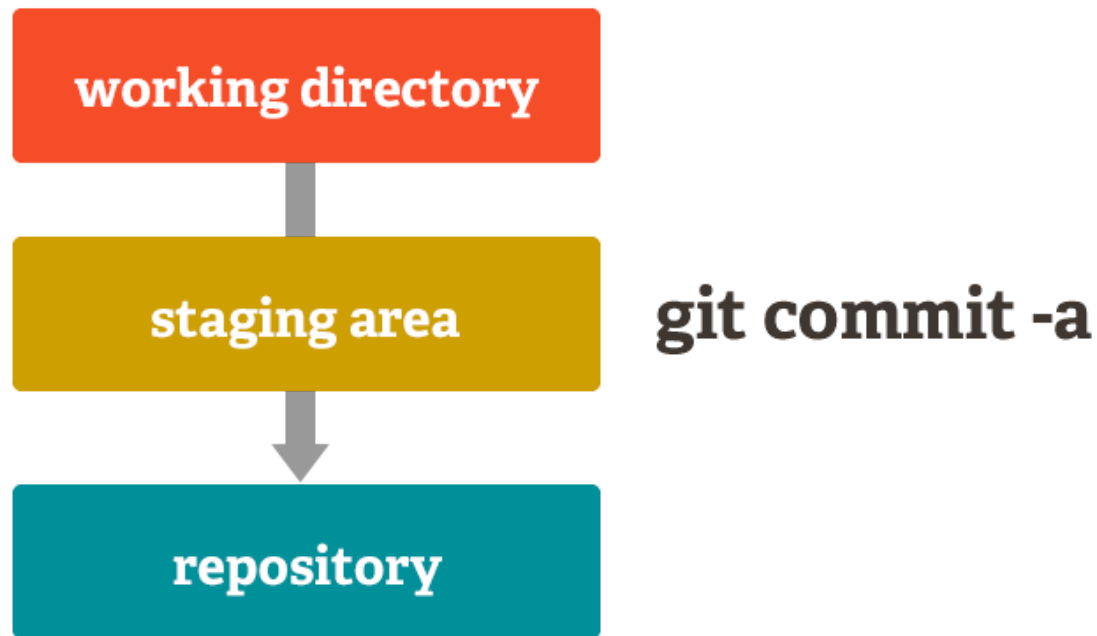 working directory
staging area
git commit -a
repository